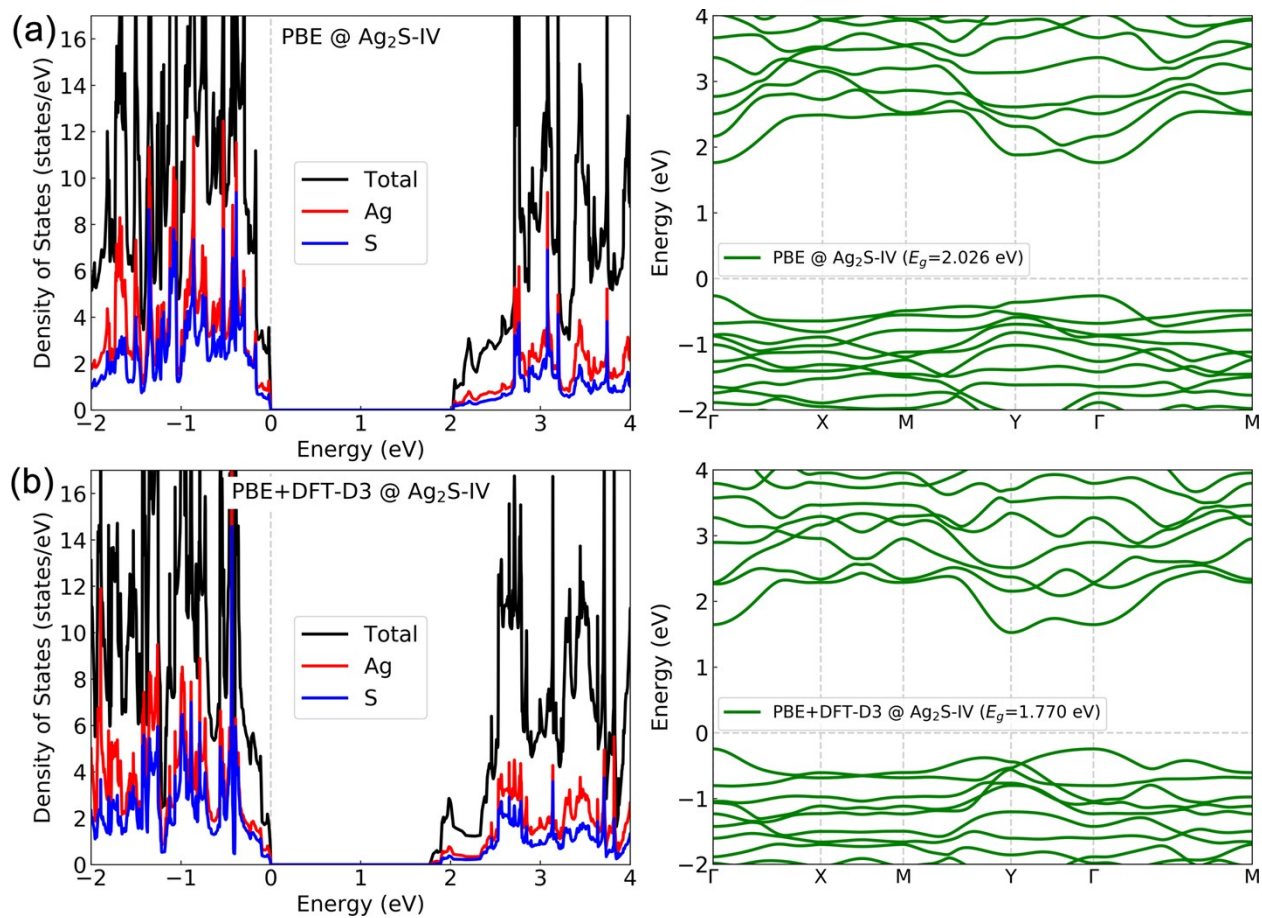 (a)
PBE @ Ag₂S-IV
Total
Ag
S
Density of States (states/eV)
16
14
12
10
8
6
4
2
0
−2
−1
0
1
2
3
4
Energy (eV)
Energy (eV)
4
3
2
1
4
0
−1
−2
PBE @ Ag₂S-IV (E_g=2.026 eV)
Γ
X
M
Y
Γ
M
(b)
PBE+DFT-D3 @ Ag₂S-IV
Total
Ag
S
Density of States (states/eV)
16
14
12
10
8
6
4
2
0
−2
−1
0
1
2
3
4
Energy (eV)
Energy (eV)
4
3
2
1
0
−1
−2
PBE+DFT-D3 @ Ag₂S-IV (E_g=1.770 eV)
Γ
X
M
Y
Γ
M